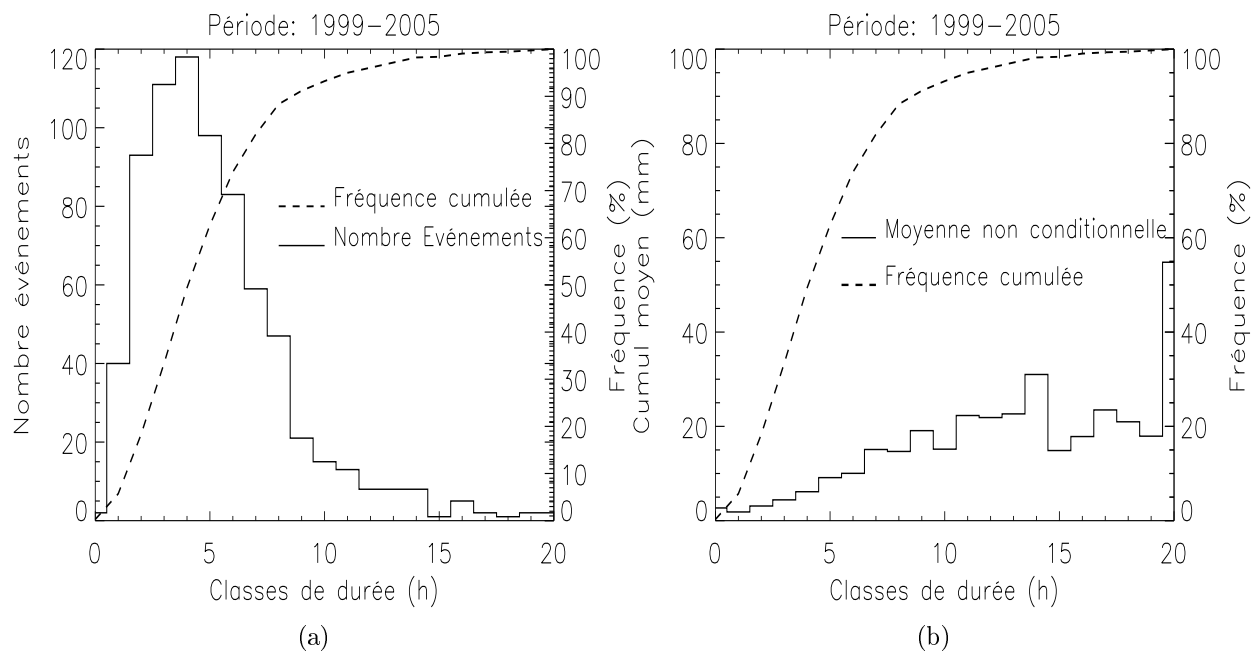 Période: 1999-2005
120
100
80
60
40
20
0
Nombre événements
100
90
80
70
60
50
40
30
20
10
0
Fréquence (%)
Fréquence cumulée
Nombre Evénements
0 5 10 15 20
Classes de durée (h)
(a)
Période: 1999-2005
100
80
60
40
20
0
Cumul moyen (mm)
100
80
60
40
20
0
Fréquence (%)
Moyenne non conditionnelle
Fréquence cumulée
0 5 10 15 20
Classes de durée (h)
(b)